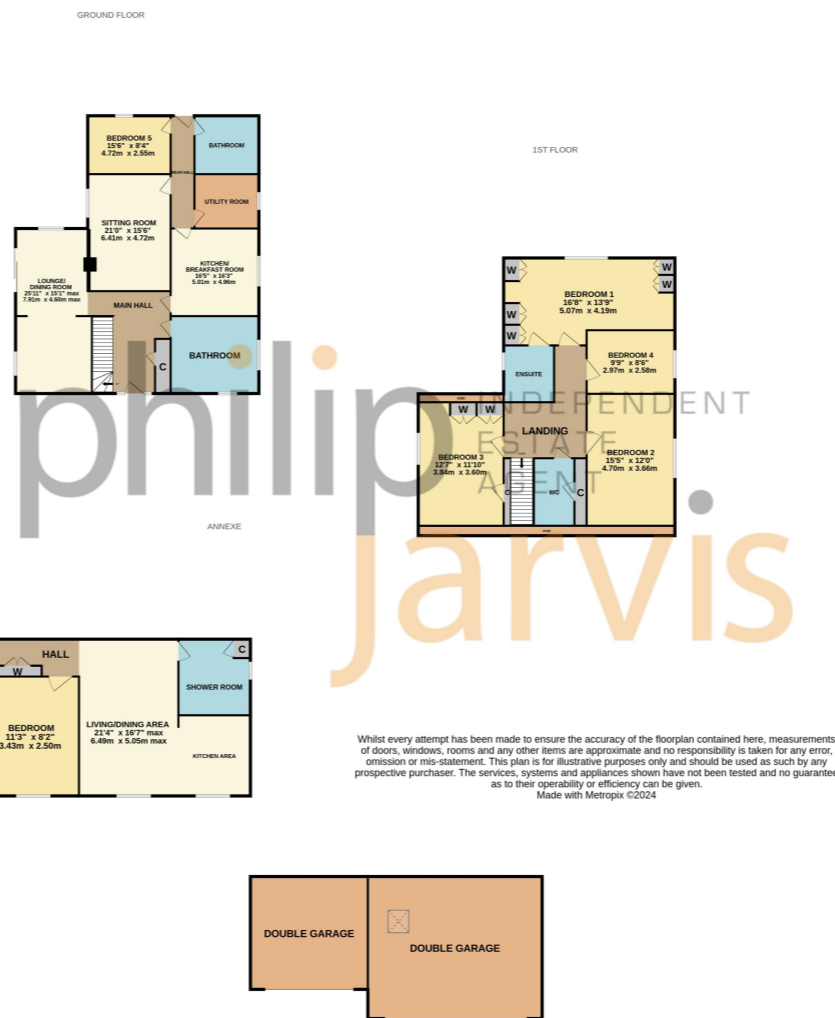 GROUND FLOOR
BEDROOM 5
15'6" x 8'4"
4.72m x 2.55m
BATHROOM
REAR HALL
UTILITY ROOM
SITTING ROOM
21'0" x 15'6"
6.41m x 4.72m
KITCHEN/
BREAKFAST ROOM
16'5" x 16'3"
5.01m x 4.96m
LOUNGE/
DINING ROOM
25'11" x 15'1" max
7.91m x 4.60m max
MAIN HALL
BATHROOM
C
1ST FLOOR
W
W
W
BEDROOM 1
16'8" x 13'9"
5.07m x 4.19m
W
W
BEDROOM 4
9'9" x 8'6"
2.97m x 2.58m
ENSUITE
W
W
LANDING
BEDROOM 3
12'7" x 11'10"
3.84m x 3.60m
BEDROOM 2
15'5" x 12'0"
4.70m x 3.66m
C
WC
C
philip
jarvis
INDEPENDENT
ESTATE
AGENT
ANNEXE
HALL
W
C
SHOWER ROOM
BEDROOM
11'3" x 8'2"
3.43m x 2.50m
LIVING/DINING AREA
21'4" x 16'7" max
6.49m x 5.05m max
KITCHEN AREA
Whilst every attempt has been made to ensure the accuracy of the floorplan contained here, measurements
of doors, windows, rooms and any other items are approximate and no responsibility is taken for any error,
omission or mis-statement. This plan is for illustrative purposes only and should be used as such by any
prospective purchaser. The services, systems and appliances shown have not been tested and no guarantee
as to their operability or efficiency can be given.
Made with Metropix ©2024
DOUBLE GARAGE
DOUBLE GARAGE